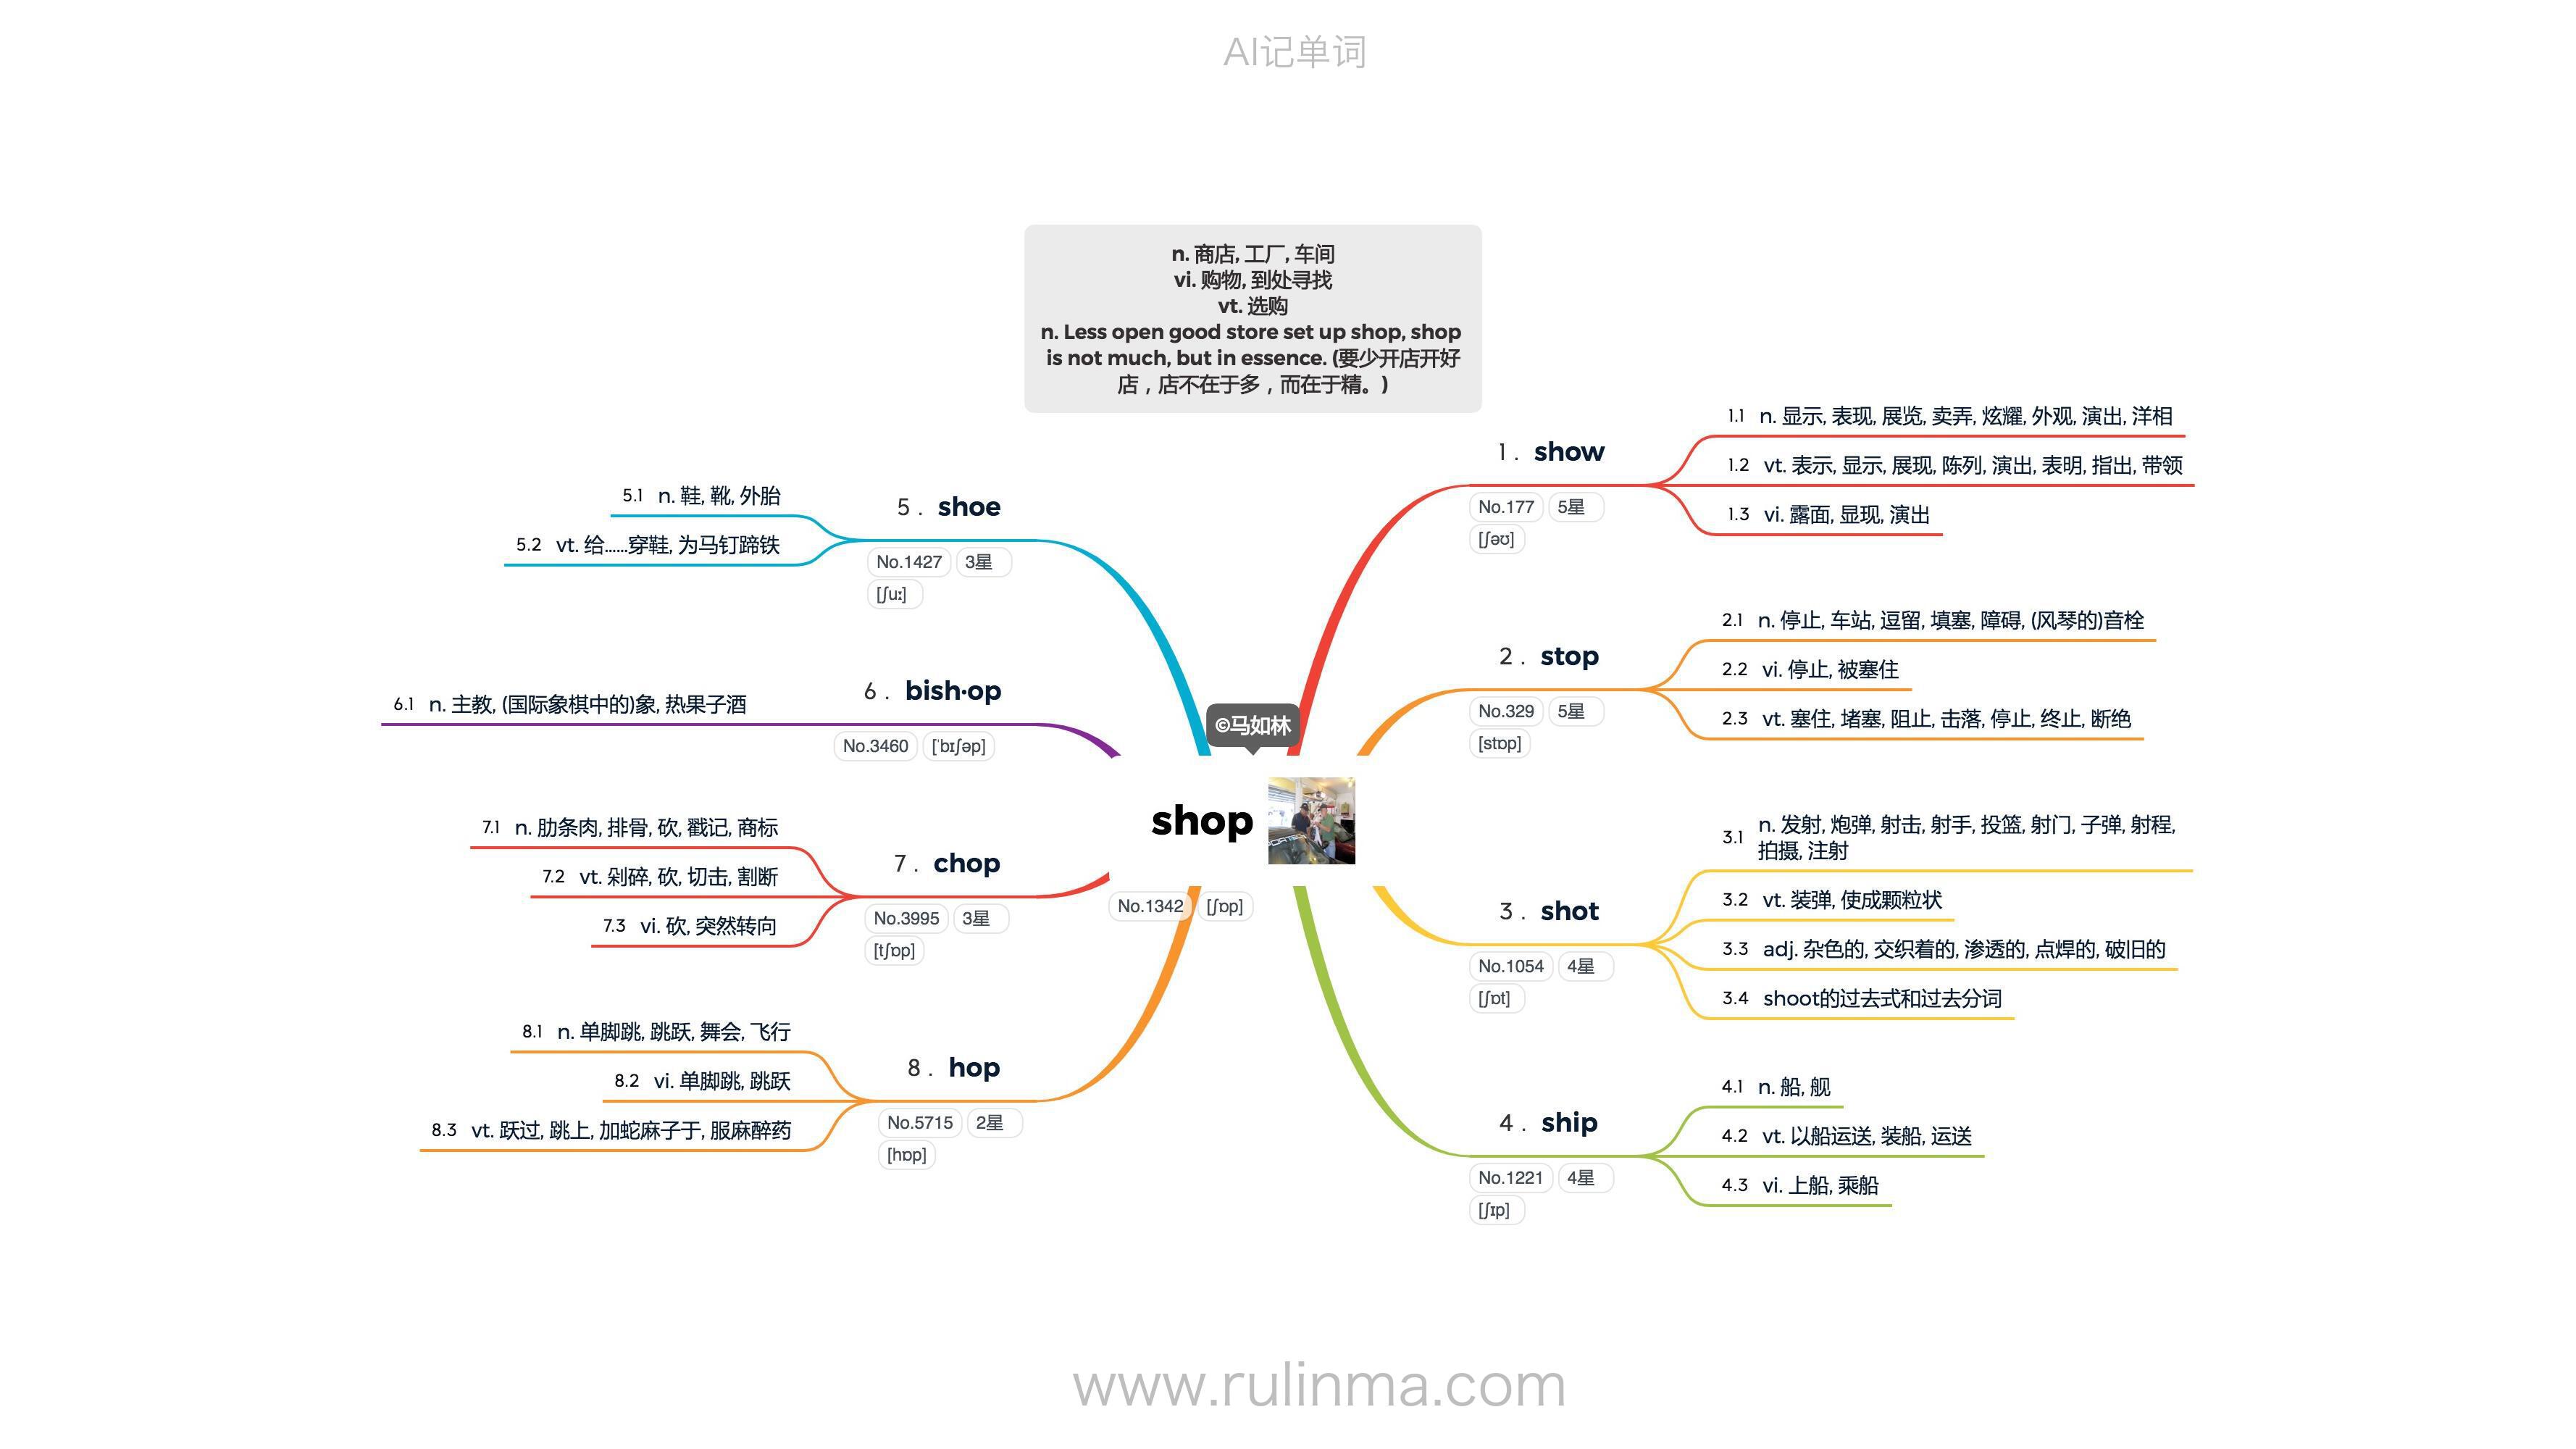 AI记单词
n. 商店, 工厂, 车间
vi. 购物, 到处寻找
vt. 选购
n. Less open good store set up shop, shop
is not much, but in essence. (要少开店开好
店，店不在于多，而在于精。)
©马如林
shop
No.1342 [ʃɒp]
1. show
No.177 5星
[ʃəʊ]
1.1 n. 显示, 表现, 展览, 卖弄, 炫耀, 外观, 演出, 洋相
1.2 vt. 表示, 显示, 展现, 陈列, 演出, 表明, 指出, 带领
1.3 vi. 露面, 显现, 演出
2. stop
No.329 5星
[stɒp]
2.1 n. 停止, 车站, 逗留, 填塞, 障碍, (风琴的)音栓
2.2 vi. 停止, 被塞住
2.3 vt. 塞住, 堵塞, 阻止, 击落, 停止, 终止, 断绝
3. shot
No.1054 4星
[ʃɒt]
3.1 n. 发射, 炮弹, 射击, 射手, 投篮, 射门, 子弹, 射程,
拍摄, 注射
3.2 vt. 装弹, 使成颗粒状
3.3 adj. 杂色的, 交织着的, 渗透的, 点焊的, 破旧的
3.4 shoot的过去式和过去分词
4. ship
No.1221 4星
[ʃɪp]
4.1 n. 船, 舰
4.2 vt. 以船运送, 装船, 运送
4.3 vi. 上船, 乘船
5. shoe
No.1427 3星
[ʃuː]
5.1 n. 鞋, 靴, 外胎
5.2 vt. 给......穿鞋, 为马钉蹄铁
6. bish·op
No.3460 [ˈbɪʃəp]
6.1 n. 主教, (国际象棋中的)象, 热果子酒
7. chop
No.3995 3星
[tʃɒp]
7.1 n. 肋条肉, 排骨, 砍, 戳记, 商标
7.2 vt. 剁碎, 砍, 切击, 割断
7.3 vi. 砍, 突然转向
8. hop
No.5715 2星
[hɒp]
8.1 n. 单脚跳, 跳跃, 舞会, 飞行
8.2 vi. 单脚跳, 跳跃
8.3 vt. 跃过, 跳上, 加蛇麻子于, 服麻醉药
www.rulinma.com